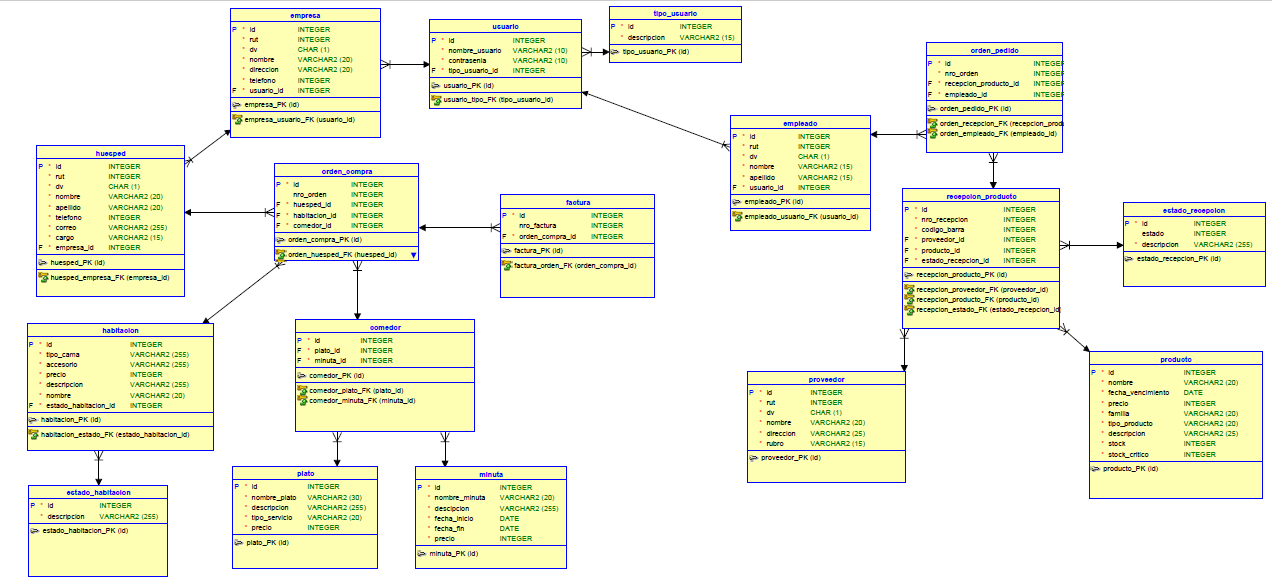 empresa
P * id INTEGER
* rut INTEGER
* dv CHAR (1)
* nombre VARCHAR2 (20)
* direccion VARCHAR2 (20)
* telefono INTEGER
F * usuario_id INTEGER
empresa_PK (id)
empresa_usuario_FK (usuario_id)
usuario
P * id INTEGER
* nombre_usuario VARCHAR2 (10)
* contrasenia VARCHAR2 (10)
F * tipo_usuario_id INTEGER
usuario_PK (id)
usuario_tipo_FK (tipo_usuario_id)
tipo_usuario
P * id INTEGER
* descripcion VARCHAR2 (15)
tipo_usuario_PK (id)
orden_pedido
P * id INTEGER
* nro_orden INTEGER
F * recepcion_producto_id INTEGER
F * empleado_id INTEGER
orden_pedido_PK (id)
orden_recepcion_FK (recepcion_prod
orden_empleado_FK (empleado_id)
empleado
P * id INTEGER
* rut INTEGER
* dv CHAR (1)
* nombre VARCHAR2 (15)
* apellido VARCHAR2 (15)
F * usuario_id INTEGER
empleado_PK (id)
empleado_usuario_FK (usuario_id)
huesped
P * id INTEGER
* rut INTEGER
* dv CHAR (1)
* nombre VARCHAR2 (20)
* apellido VARCHAR2 (20)
* telefono INTEGER
* correo VARCHAR2 (255)
* cargo VARCHAR2 (15)
F * empresa_id INTEGER
huesped_PK (id)
huesped_empresa_FK (empresa_id)
orden_compra
P * id INTEGER
nro_orden INTEGER
F * huesped_id INTEGER
F * habitacion_id INTEGER
F * comedor_id INTEGER
orden_compra_PK (id)
orden_huesped_FK (huesped_id)
factura
P * id INTEGER
nro_factura INTEGER
F * orden_compra_id INTEGER
factura_PK (id)
factura_orden_FK (orden_compra_id)
recepcion_producto
P * id INTEGER
* nro_recepcion INTEGER
* codigo_barra INTEGER
F * proveedor_id INTEGER
F * producto_id INTEGER
F * estado_recepcion_id INTEGER
recepcion_producto_PK (id)
recepcion_proveedor_FK (proveedor_id)
recepcion_producto_FK (producto_id)
recepcion_estado_FK (estado_recepcion_id
estado_recepcion
P * id INTEGER
* estado INTEGER
* descripcion VARCHAR2 (255)
estado_recepcion_PK (id)
habitacion
P * id INTEGER
* tipo_cama VARCHAR2 (255)
* accesorio VARCHAR2 (255)
* precio INTEGER
* descripcion VARCHAR2 (255)
* nombre VARCHAR2 (20)
F * estado_habitacion_id INTEGER
habitacion_PK (id)
habitacion_estado_FK (estado_habitacion_id)
comedor
P * id INTEGER
F * plato_id INTEGER
F * minuta_id INTEGER
comedor_PK (id)
comedor_plato_FK (plato_id)
comedor_minuta_FK (minuta_id)
proveedor
P * id INTEGER
* rut INTEGER
* dv CHAR (1)
* nombre VARCHAR2 (20)
* direccion VARCHAR2 (25)
* rubro VARCHAR2 (15)
proveedor_PK (id)
producto
P * id INTEGER
* nombre VARCHAR2 (20)
* fecha_vencimiento DATE
* precio INTEGER
* familia VARCHAR2 (20)
* tipo_producto VARCHAR2 (20)
* descripcion VARCHAR2 (25)
* stock INTEGER
* stock_critico INTEGER
producto_PK (id)
estado_habitacion
P * id INTEGER
* descripcion VARCHAR2 (255)
estado_habitacion_PK (id)
plato
P * id INTEGER
* nombre_plato VARCHAR2 (30)
* descripcion VARCHAR2 (255)
* tipo_servicio VARCHAR2 (20)
* precio INTEGER
plato_PK (id)
minuta
P * id INTEGER
* nombre_minuta VARCHAR2 (20)
* descipcion VARCHAR2 (255)
* fecha_inicio DATE
* fecha_fin DATE
* precio INTEGER
minuta_PK (id)